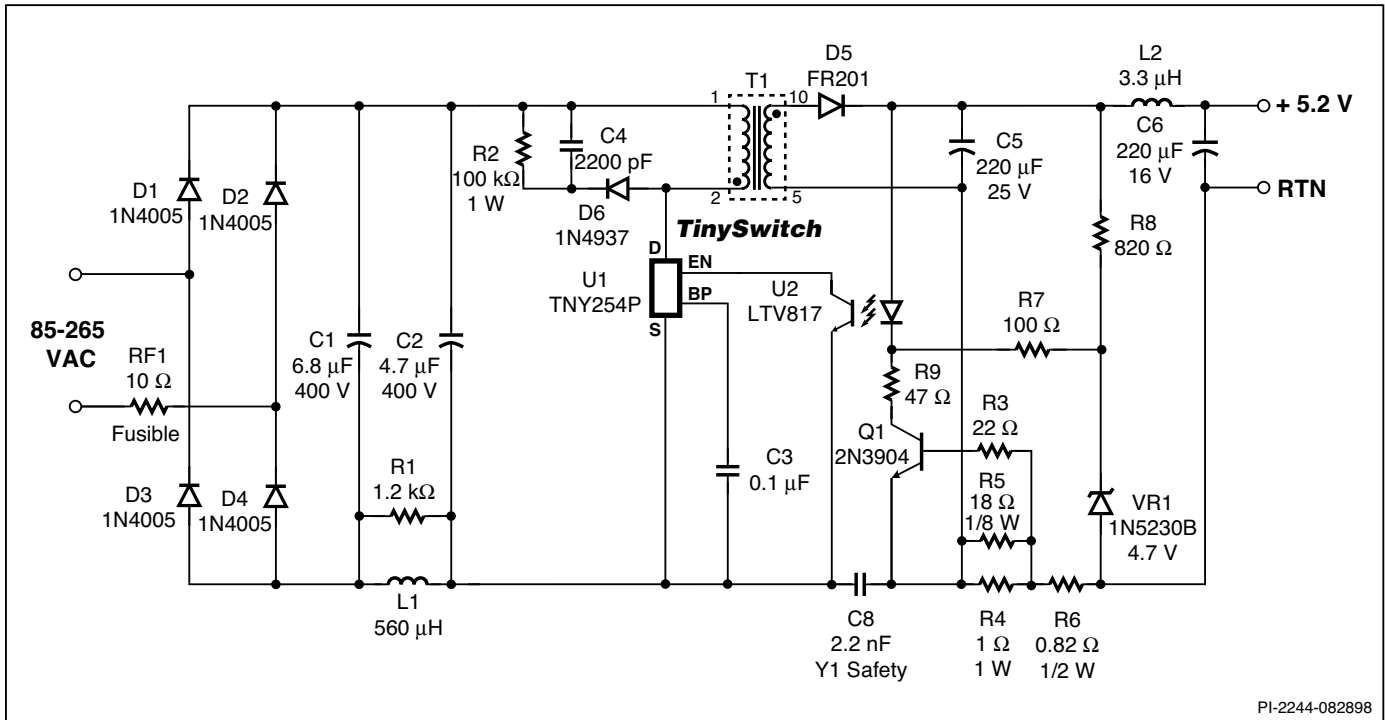 D5
FR201
L2
3.3 µH
T1
1
10
+ 5.2 V
C4
2200 pF
R2
100 kΩ
1 W
C5
220 µF
25 V
C6
220 µF
16 V
D1
1N4005
D2
1N4005
2
5
RTN
D6
1N4937
TinySwitch
R8
820 Ω
D
EN
BP
S
U1
TNY254P
U2
LTV817
R7
100 Ω
85-265
VAC
RF1
10 Ω
Fusible
C1
6.8 µF
400 V
C2
4.7 µF
400 V
R9
47 Ω
Q1
2N3904
R3
22 Ω
C3
0.1 µF
R1
1.2 kΩ
D3
1N4005
D4
1N4005
R5
18 Ω
1/8 W
VR1
1N5230B
4.7 V
L1
560 µH
C8
2.2 nF
Y1 Safety
R4
1 Ω
1 W
R6
0.82 Ω
1/2 W
PI-2244-082898